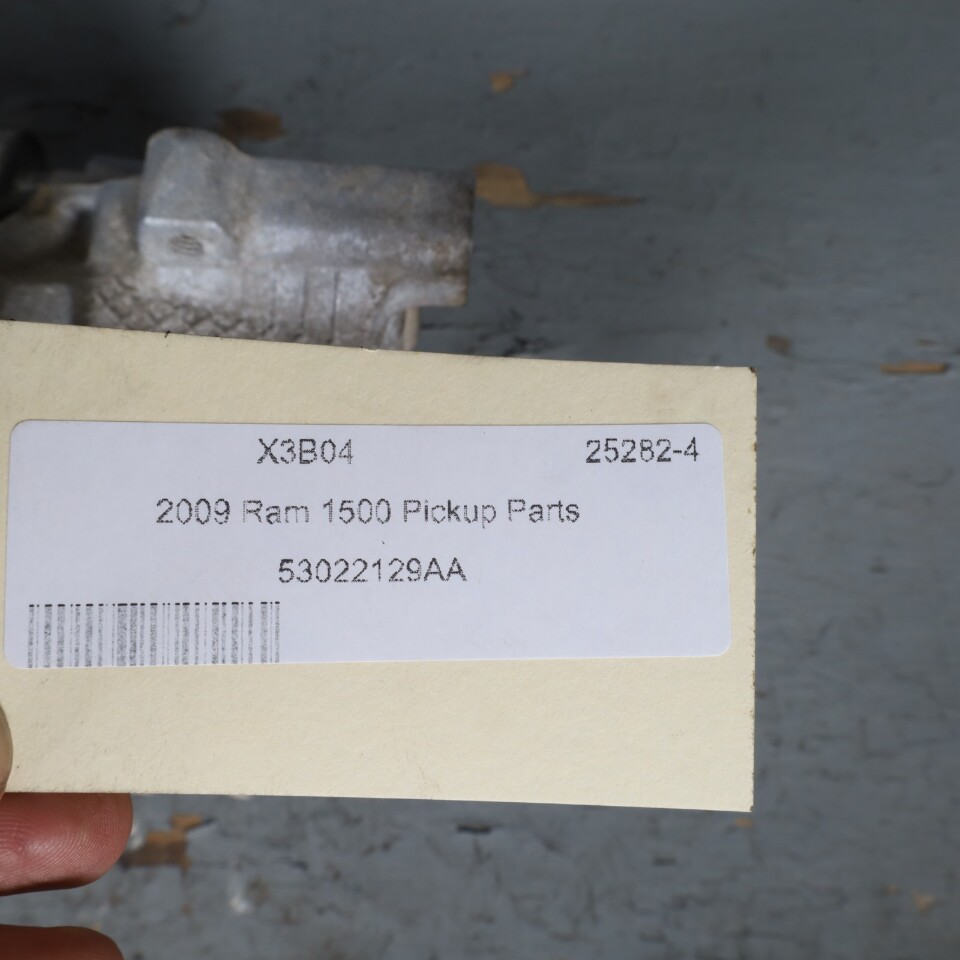 X3B04 25282-4
2009 Ram 1500 Pickup Parts
53022129AA